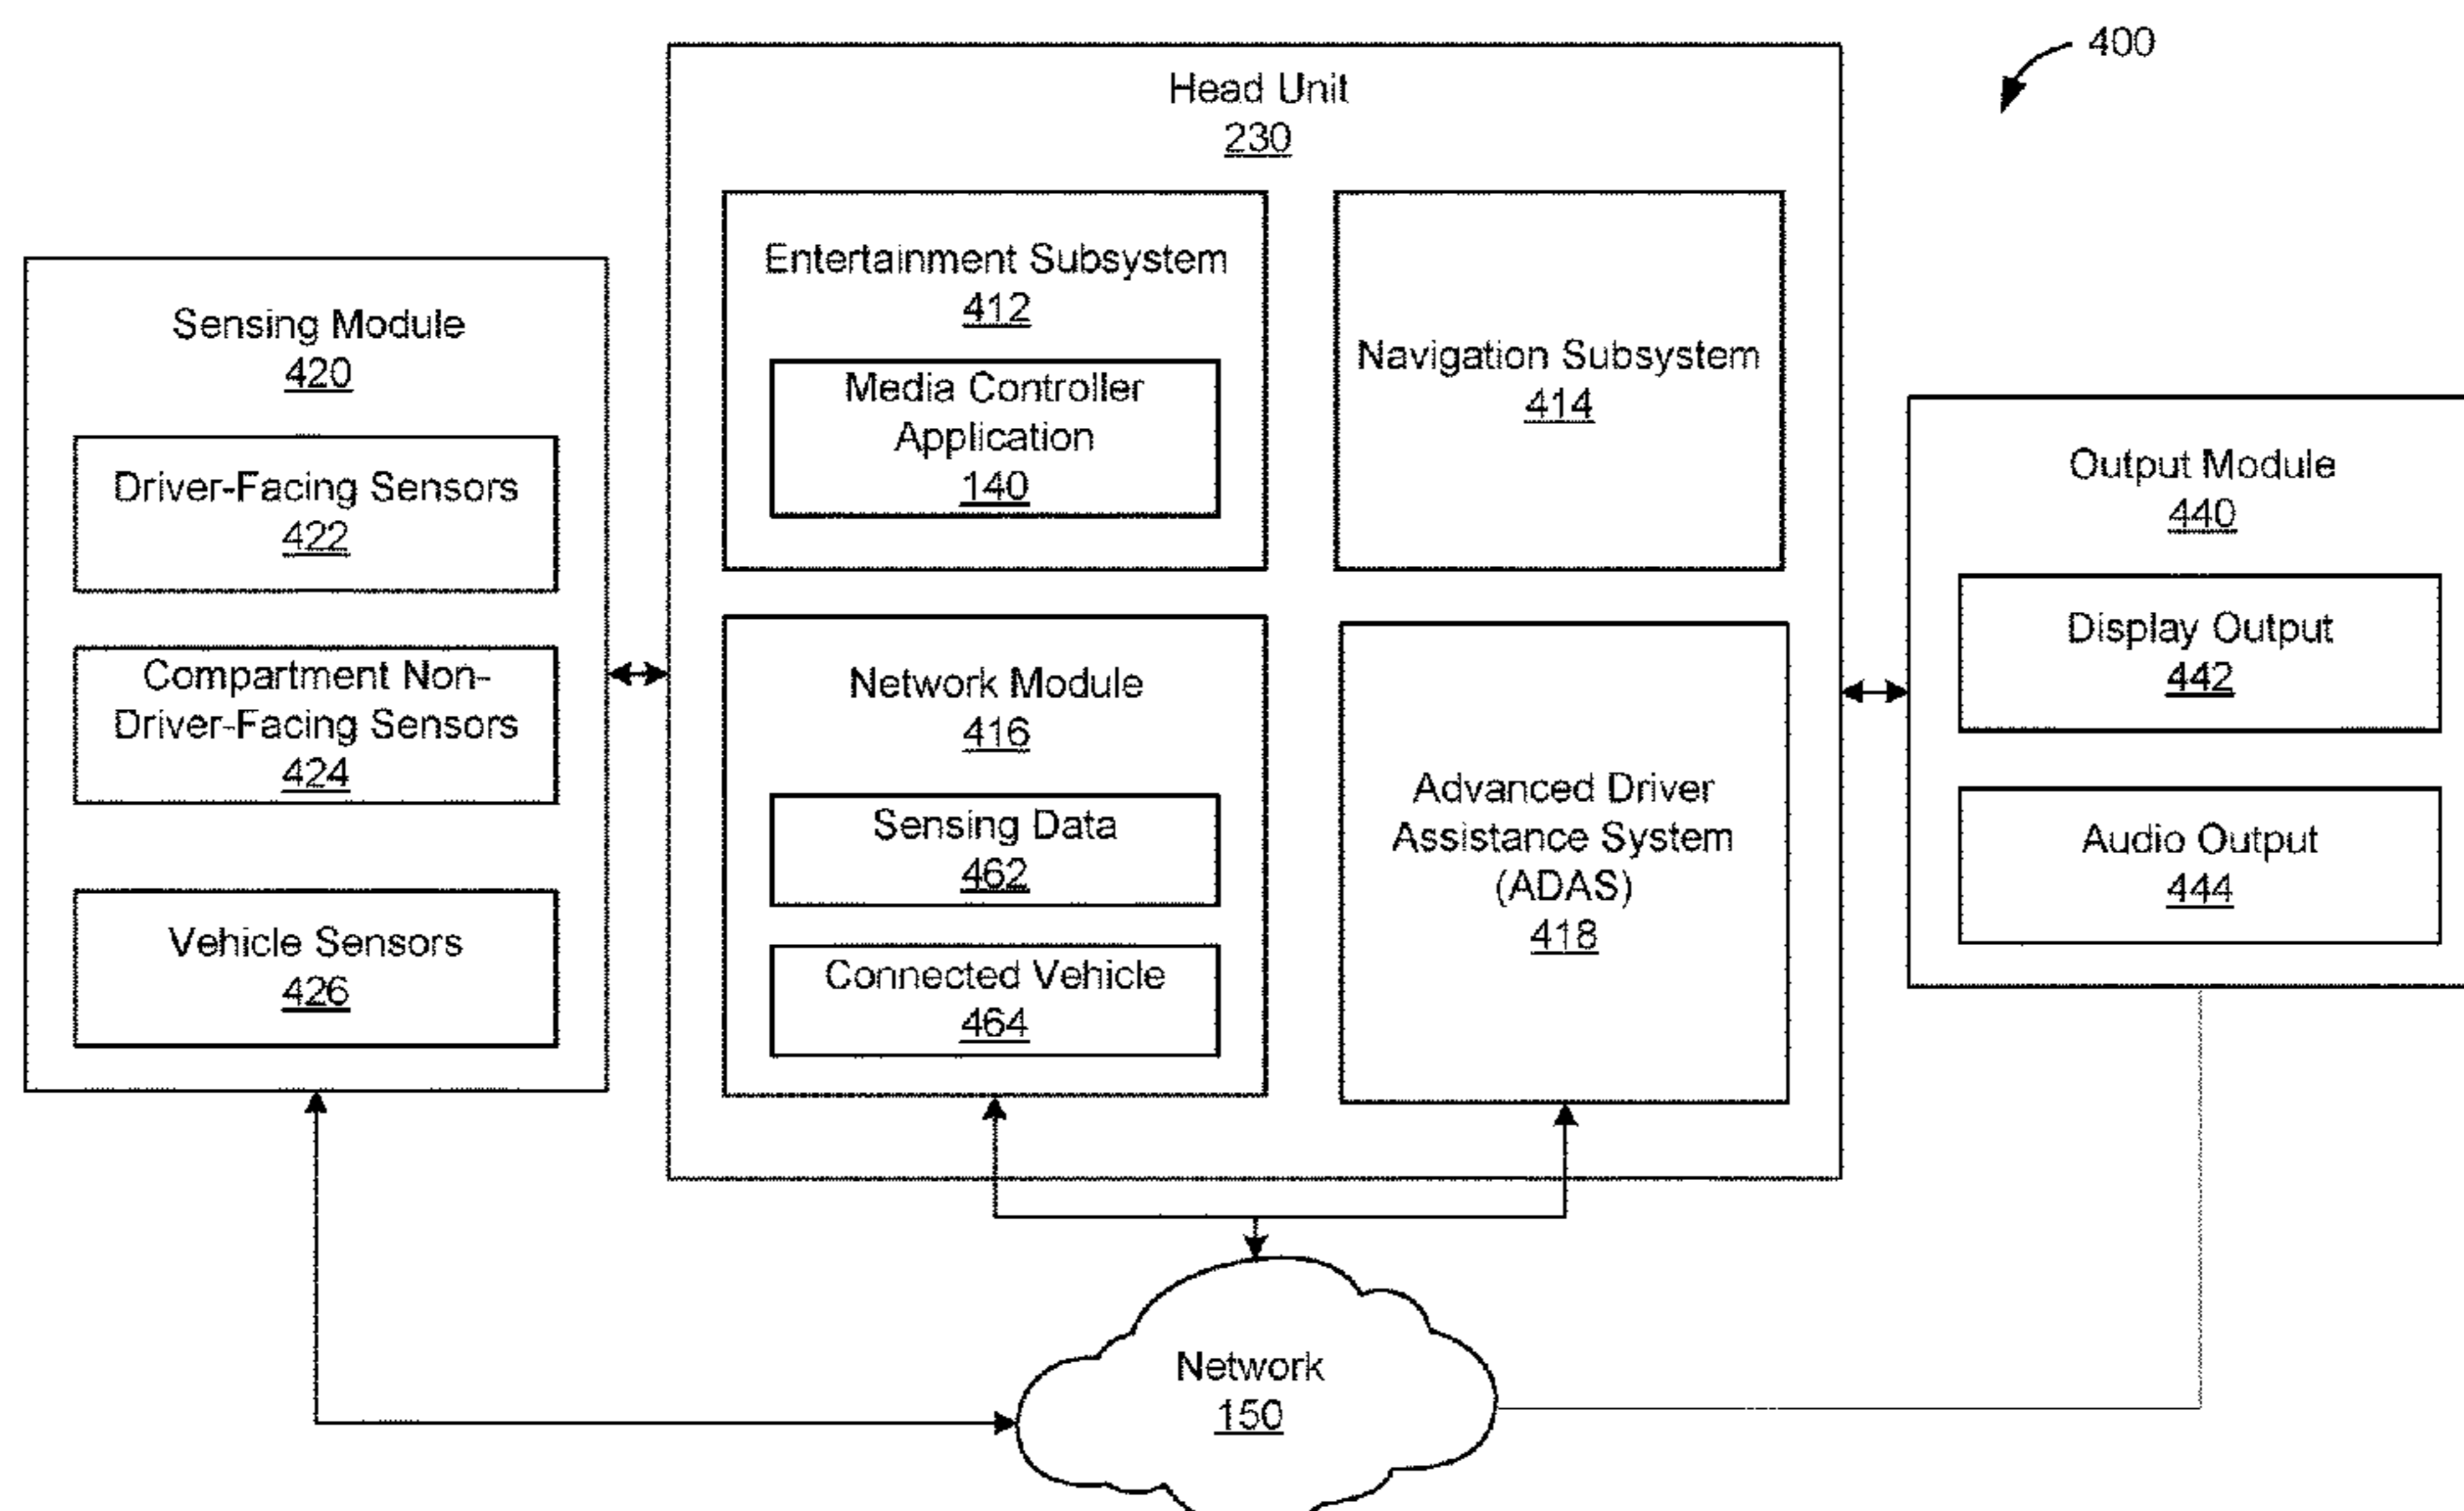 400
Head Unit
230
Entertainment Subsystem
412
Media Controller
Application
140
Navigation Subsystem
414
Sensing Module
420
Driver-Facing Sensors
422
Compartment Non-
Driver-Facing Sensors
424
Vehicle Sensors
426
Network Module
416
Sensing Data
462
Connected Vehicle
464
Advanced Driver
Assistance System
(ADAS)
418
Output Module
440
Display Output
442
Audio Output
444
Network
150